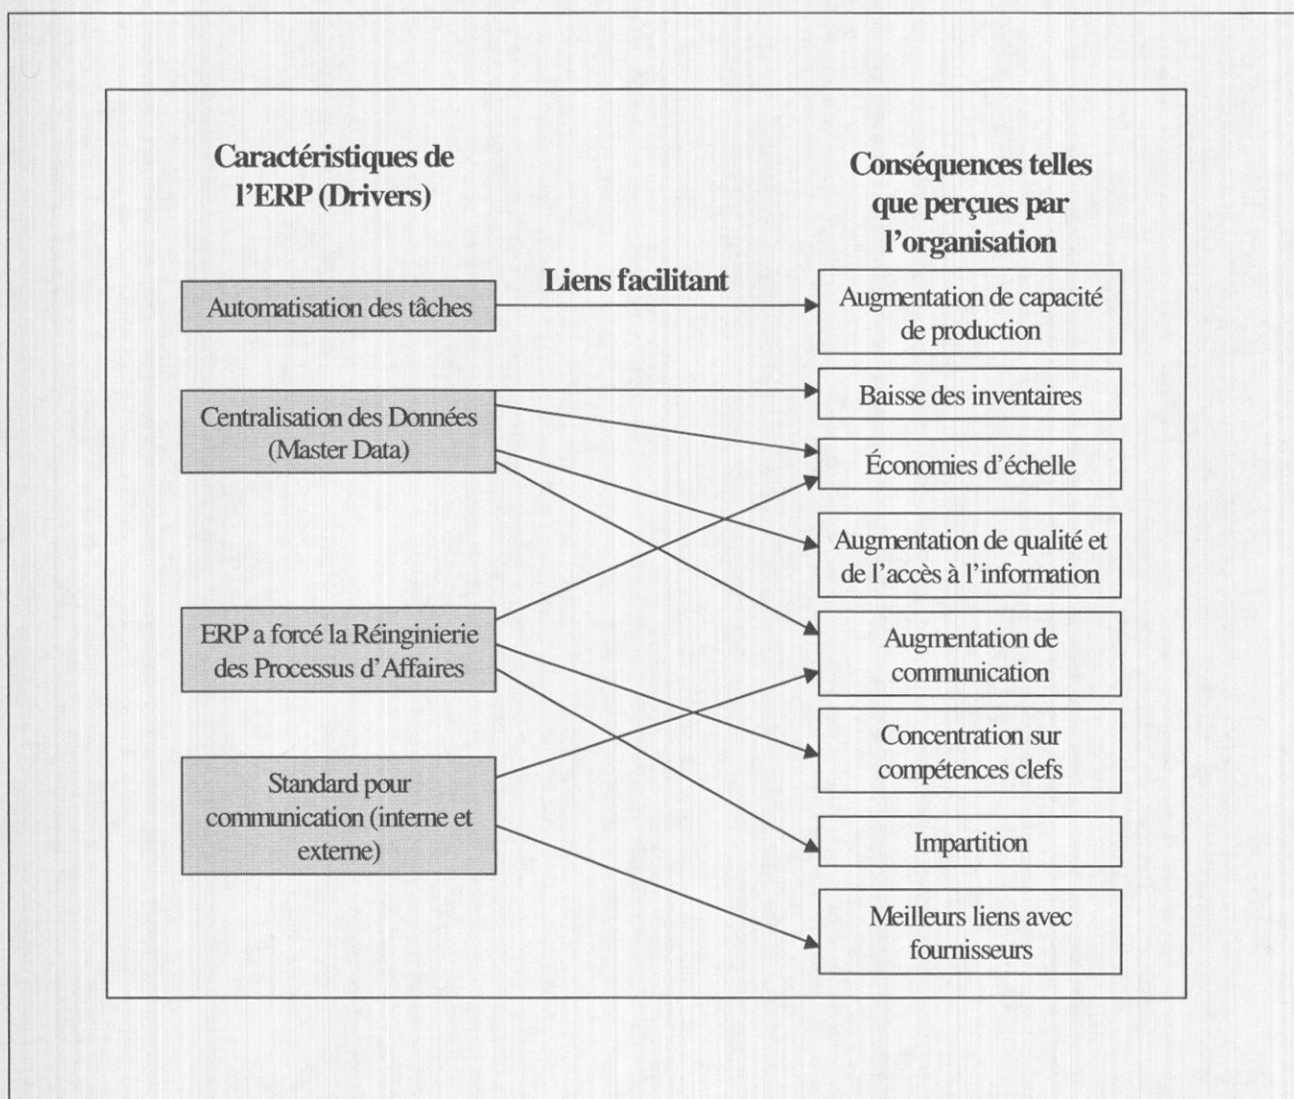 Caractéristiques de
l'ERP (Drivers)
Conséquences telles
que perçues par
l'organisation
Liens facilitant
Automatisation des tâches
Centralisation des Données
(Master Data)
ERP a forcé la Réinginierie
des Processus d'Affaires
Standard pour
communication (interne et
externe)
Augmentation de capacité
de production
Baisse des inventaires
Économies d'échelle
Augmentation de qualité et
de l'accès à l'information
Augmentation de
communication
Concentration sur
compétences clefs
Impartition
Meilleurs liens avec
fournisseurs